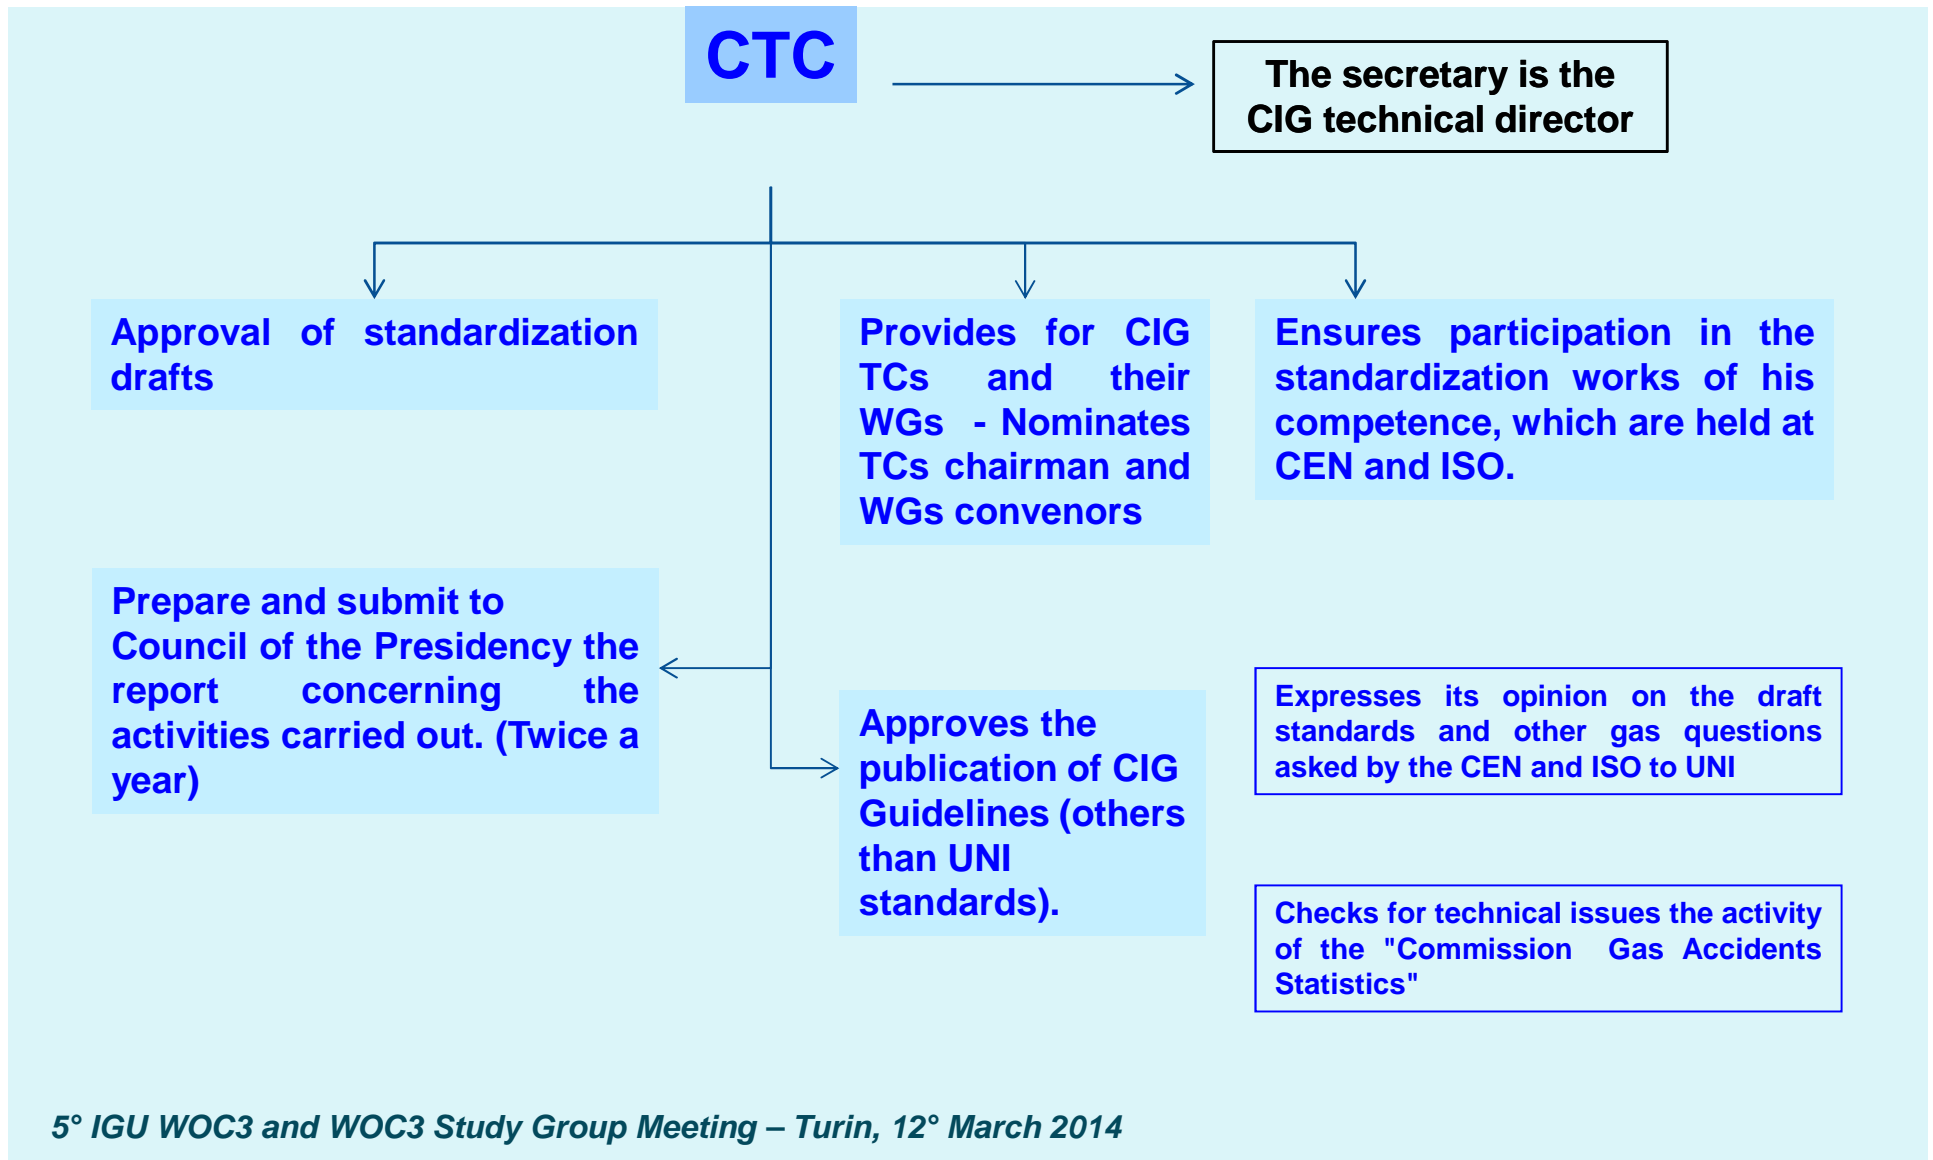 CTC
The secretary is the
CIG technical director
Approval of standardization
drafts
Provides for CIG
TCs and their
WGs - Nominates
TCs chairman and
WGs convenors
Ensures participation in the
standardization works of his
competence, which are held at
CEN and ISO.
Prepare and submit to
Council of the Presidency the
report concerning the
activities carried out. (Twice a
year)
Approves the
publication of CIG
Guidelines (others
than UNI
standards).
Expresses its opinion on the draft
standards and other gas questions
asked by the CEN and ISO to UNI
Checks for technical issues the activity
of the "Commission Gas Accidents
Statistics"
5° IGU WOC3 and WOC3 Study Group Meeting – Turin, 12° March 2014